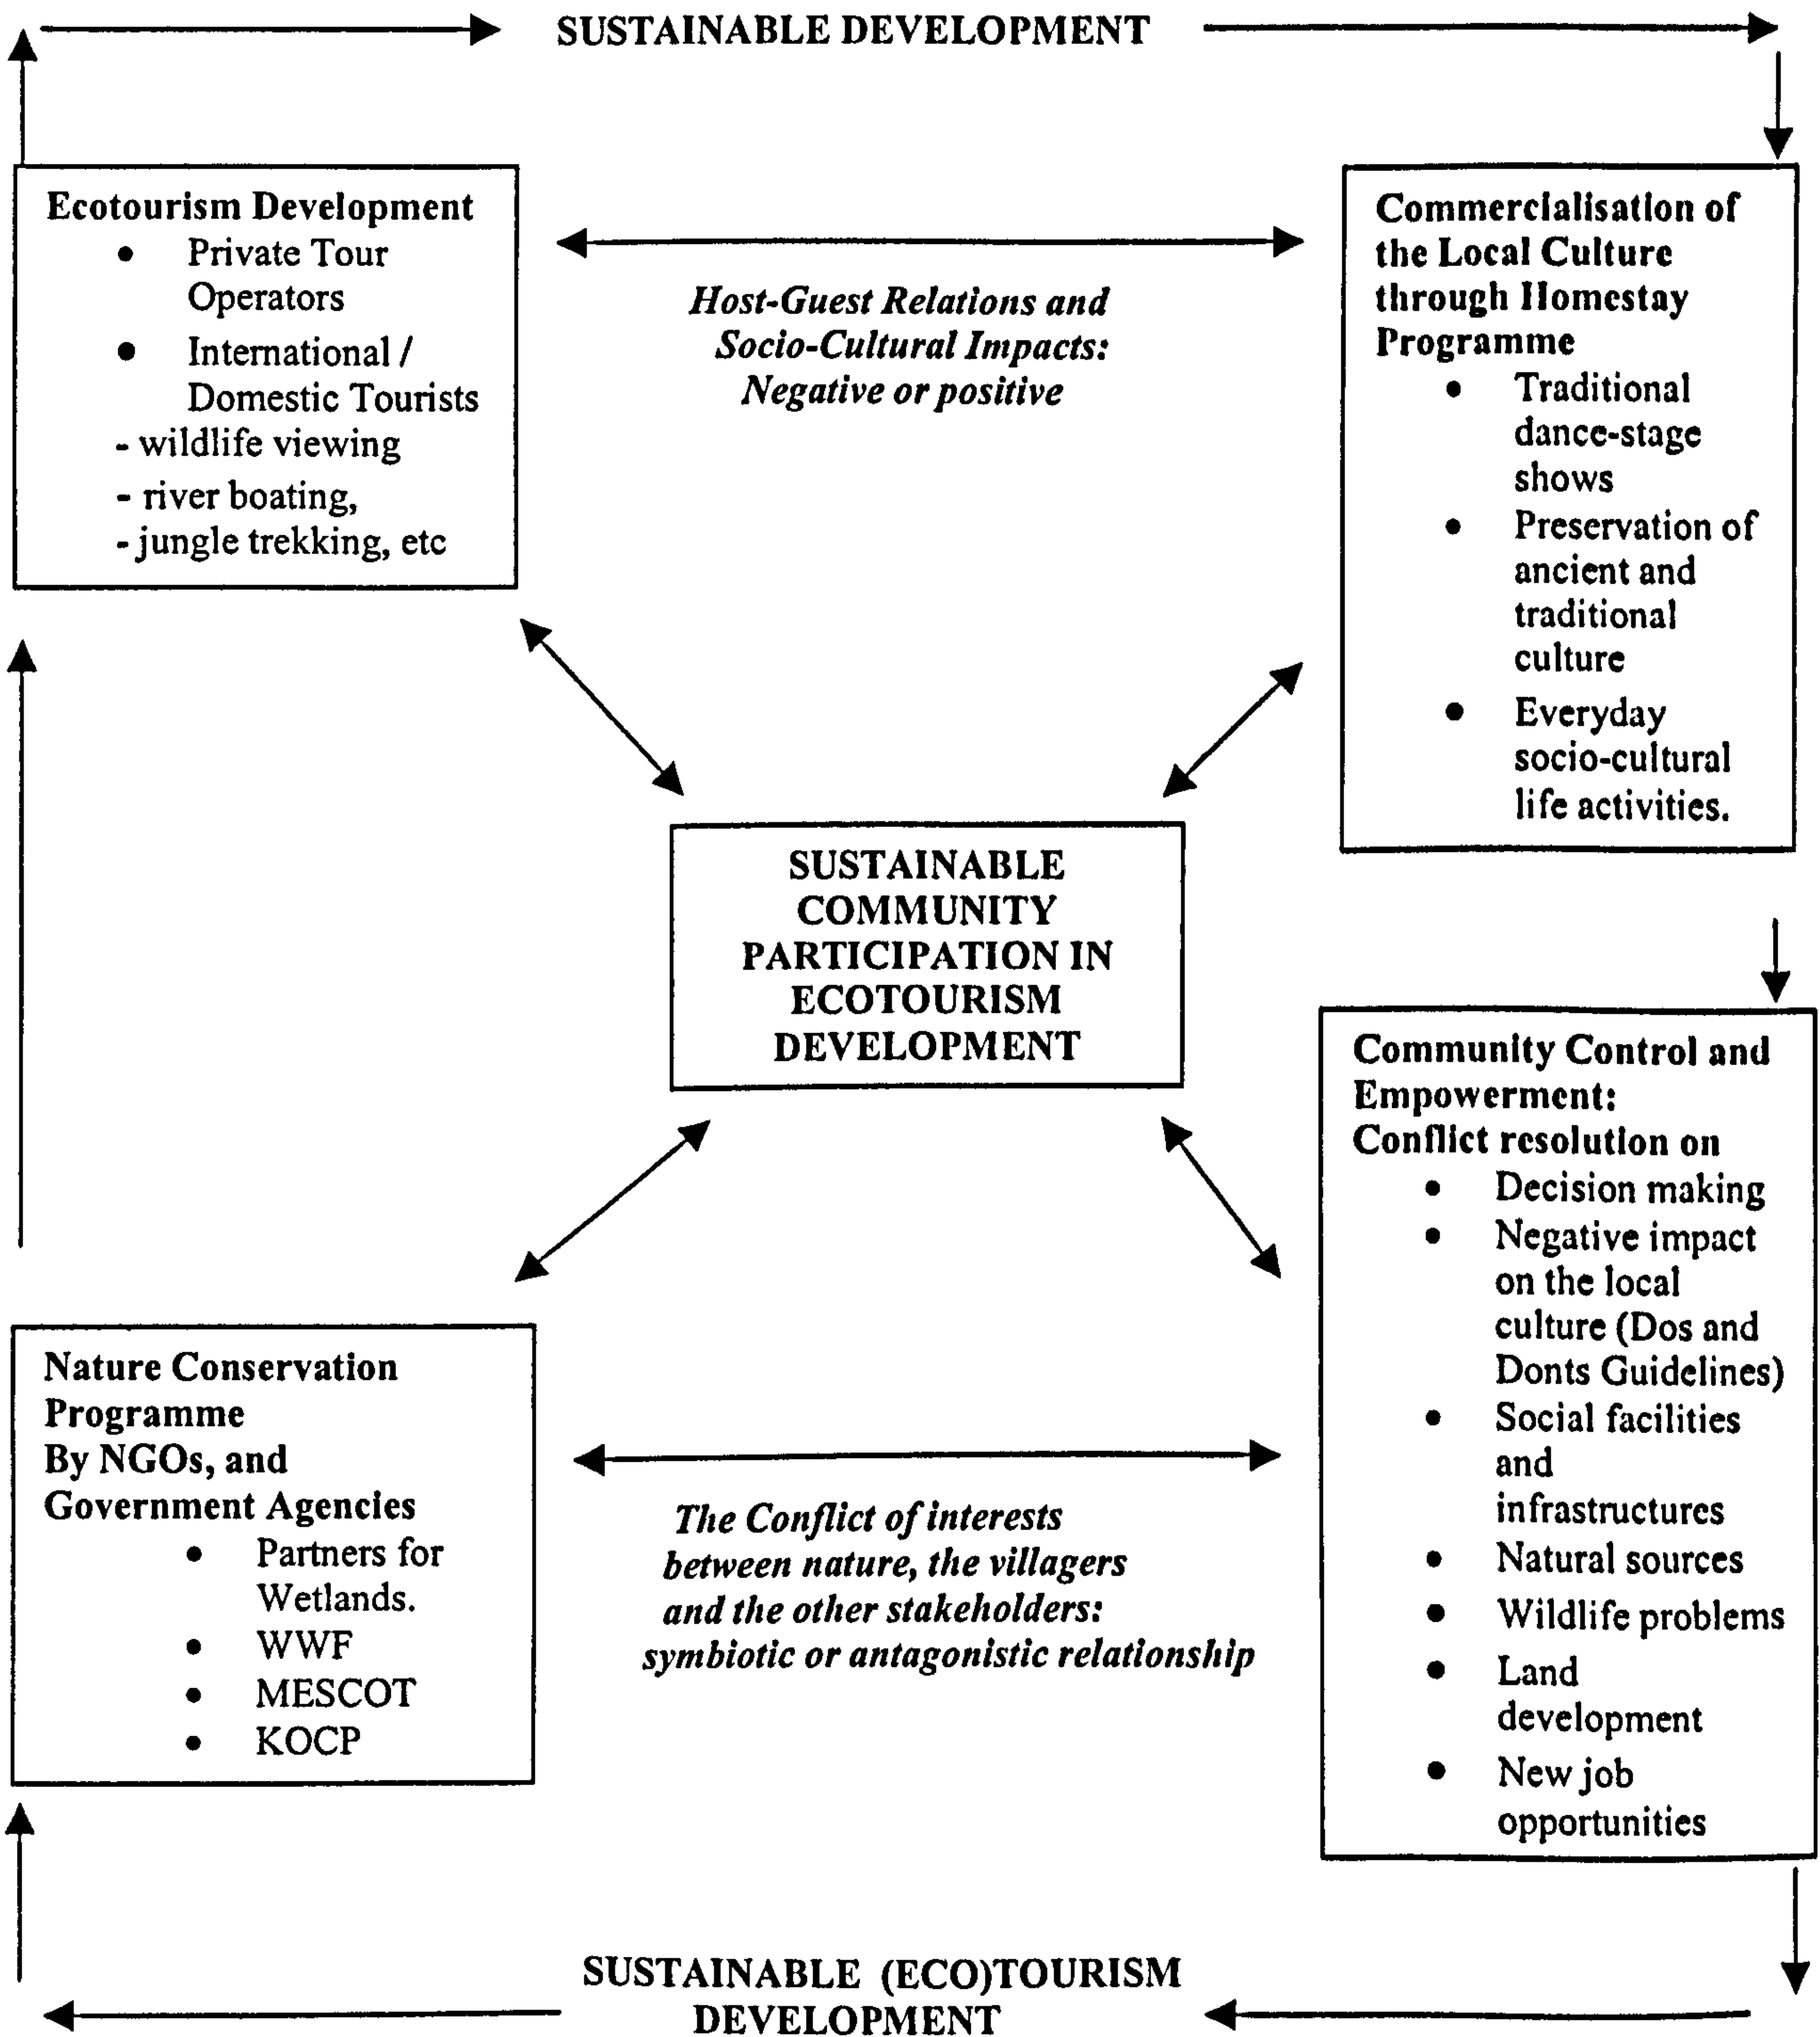 SUSTAINABLE DEVELOPMENT
Ecotourism Development
• Private Tour
Operators
• International /
Domestic Tourists
- wildlife viewing
- river boating,
- jungle trekking, etc
Host-Guest Relations and
Socio-Cultural Impacts:
Negative or positive
Commercialisation of
the Local Culture
through Homestay
Programme
• Traditional
dance-stage
shows
• Preservation of
ancient and
traditional
culture
• Everyday
socio-cultural
life activities.
SUSTAINABLE
COMMUNITY
PARTICIPATION IN
ECOTOURISM
DEVELOPMENT
Community Control and
Empowerment:
Conflict resolution on
• Decision making
• Negative impact
on the local
culture (Dos and
Donts Guidelines)
• Social facilities
and
infrastructures
• Natural sources
• Wildlife problems
• Land
development
• New job
opportunities
Nature Conservation
Programme
By NGOs, and
Government Agencies
• Partners for
Wetlands.
• WWF
• MESCOT
• KOCP
The Conflict of interests
between nature, the villagers
and the other stakeholders:
symbiotic or antagonistic relationship
SUSTAINABLE (ECO)TOURISM
DEVELOPMENT